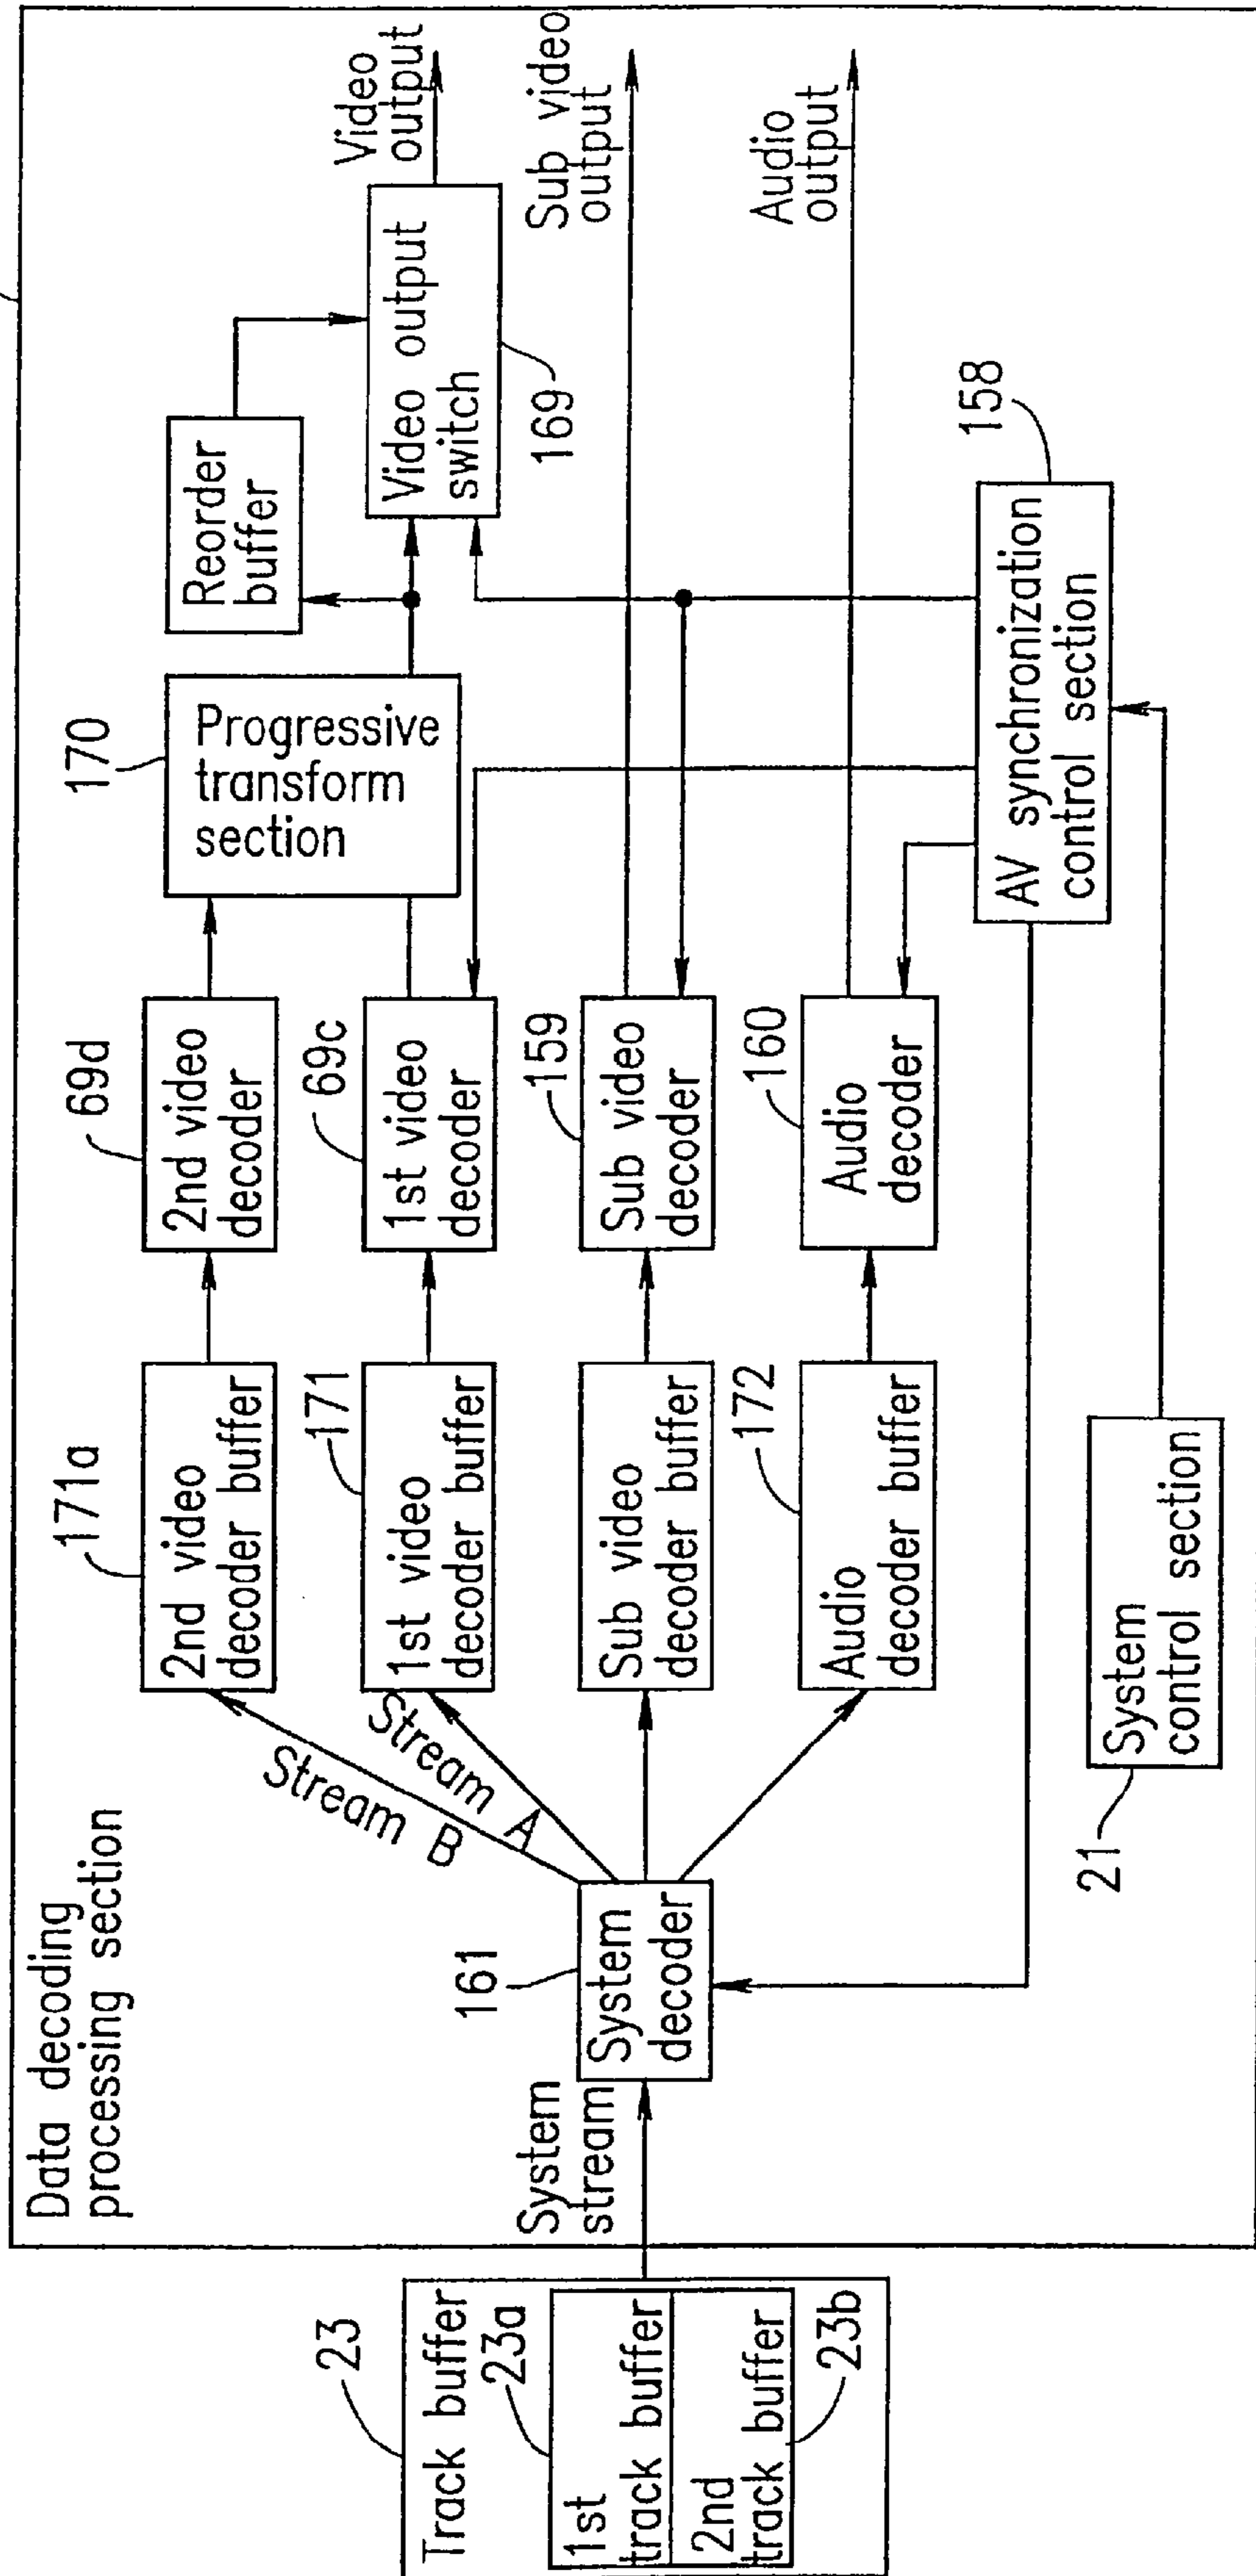 Data decoding
processing section
23
Track buffer
23a
1st
track buffer
2nd
track buffer
23b
System
stream
161
System
decoder
Stream B
Stream A
171a
2nd video
decoder buffer
171
1st video
decoder buffer
Sub video
decoder buffer
172
Audio
decoder buffer
69d
2nd video
decoder
69c
1st video
decoder
159
Sub video
decoder
160
Audio
decoder
170
Progressive
transform
section
Reorder
buffer
Video output
switch
169
Video
output
Sub video
output
Audio
output
158
AV synchronization
control section
21
System
control section